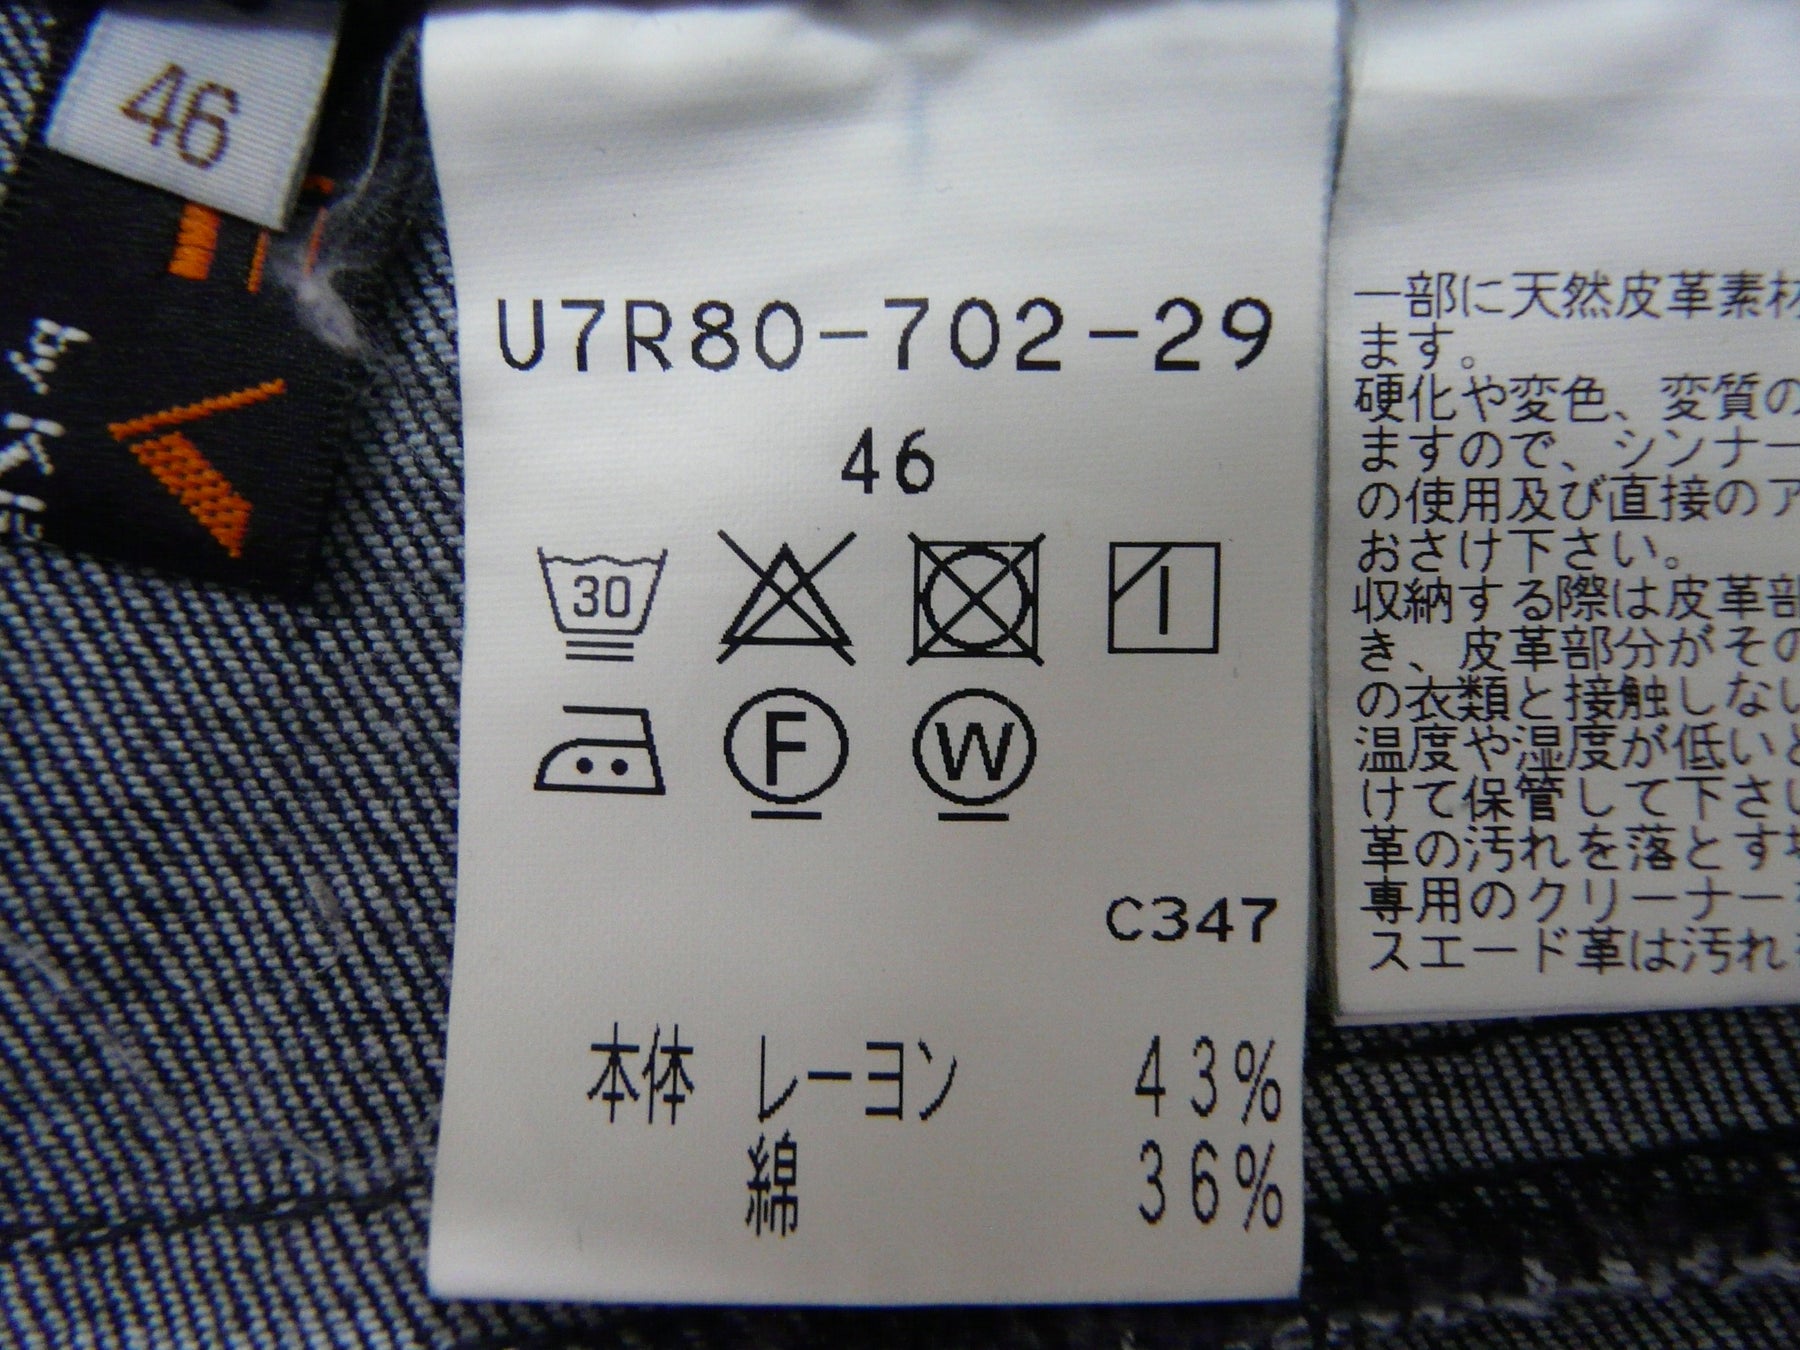 46
by
U7R80-702-29
46
30
F W
C347
本体 レーヨン 43%
綿 36%
一部に天然皮革素材
ます。
硬化や変色、変質の
ますので、シンナー
の使用及び直接のア
おさけ下さい。
収納する際は皮革部
き、皮革部分がその
の衣類と接触しない
温度や湿度が低いと
けて保管して下さい
革の汚れを落とす場
専用のクリーナー
スエード革は汚れ